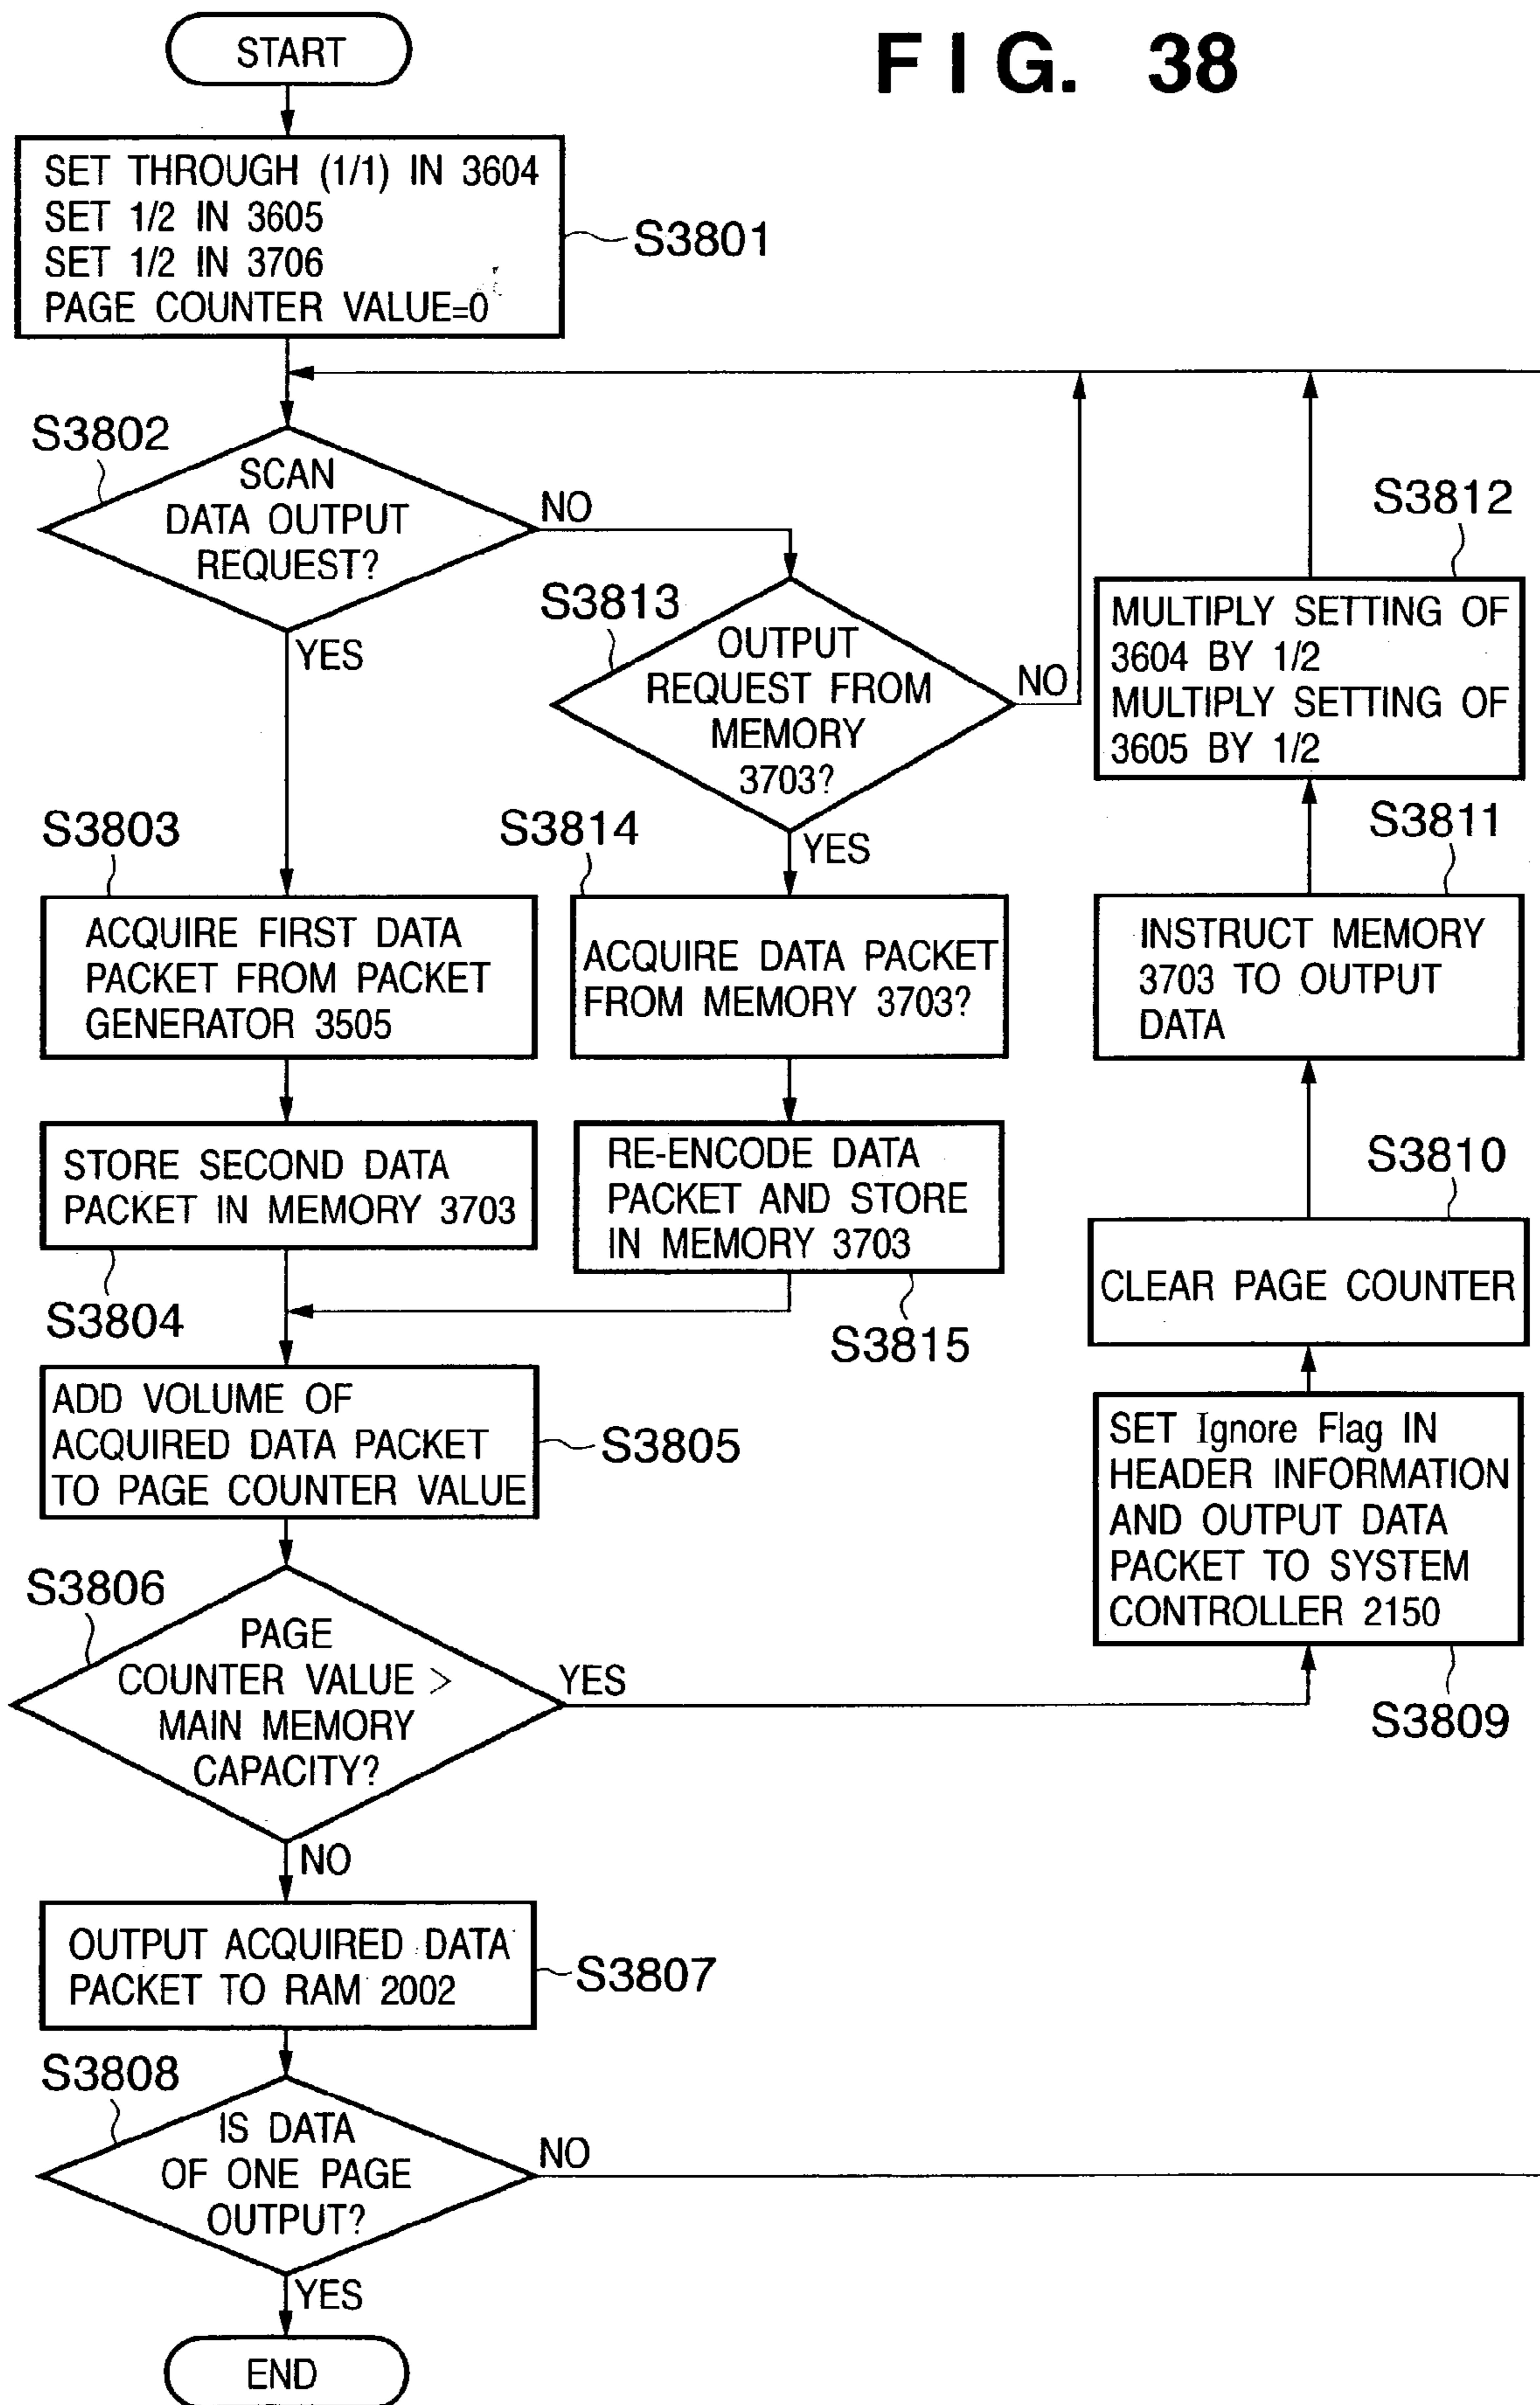 FIG. 38
START
SET THROUGH (1/1) IN 3604
SET 1/2 IN 3605
SET 1/2 IN 3706
PAGE COUNTER VALUE=0
S3801
S3802
SCAN
DATA OUTPUT
REQUEST?
NO
YES
S3813
OUTPUT
REQUEST FROM
MEMORY
3703?
NO
YES
S3812
MULTIPLY SETTING OF
3604 BY 1/2
MULTIPLY SETTING OF
3605 BY 1/2
S3803
ACQUIRE FIRST DATA
PACKET FROM PACKET
GENERATOR 3505
S3814
ACQUIRE DATA PACKET
FROM MEMORY 3703?
S3811
INSTRUCT MEMORY
3703 TO OUTPUT
DATA
STORE SECOND DATA
PACKET IN MEMORY 3703
S3804
RE-ENCODE DATA
PACKET AND STORE
IN MEMORY 3703
S3815
S3810
CLEAR PAGE COUNTER
ADD VOLUME OF
ACQUIRED DATA PACKET
TO PAGE COUNTER VALUE
S3805
SET Ignore Flag IN
HEADER INFORMATION
AND OUTPUT DATA
PACKET TO SYSTEM
CONTROLLER 2150
S3809
S3806
PAGE
COUNTER VALUE >
MAIN MEMORY
CAPACITY?
YES
NO
OUTPUT ACQUIRED DATA
PACKET TO RAM 2002
S3807
S3808
IS DATA
OF ONE PAGE
OUTPUT?
NO
YES
END